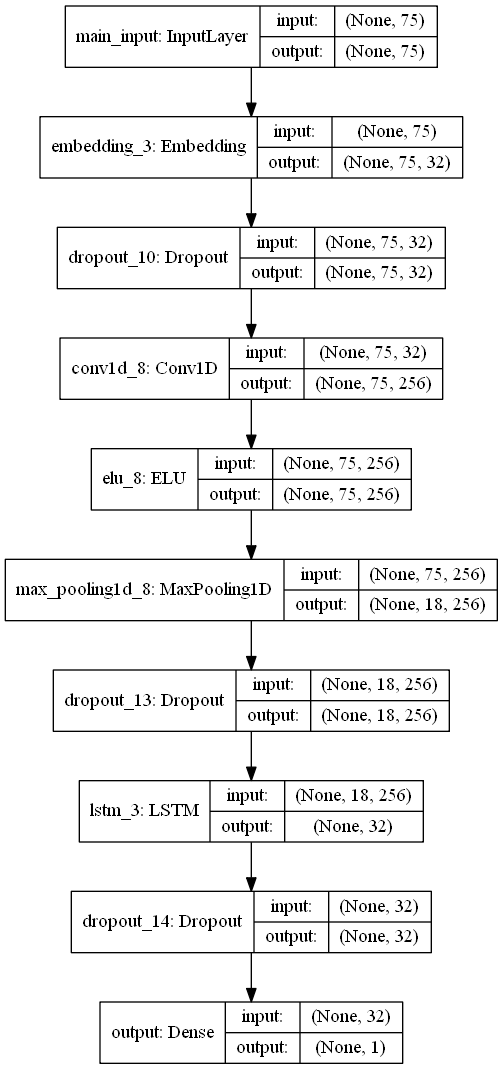 main_input: InputLayer
input: (None, 75)
output: (None, 75)
embedding_3: Embedding
input: (None, 75)
output: (None, 75, 32)
dropout_10: Dropout
input: (None, 75, 32)
output: (None, 75, 32)
conv1d_8: Conv1D
input: (None, 75, 32)
output: (None, 75, 256)
elu_8: ELU
input: (None, 75, 256)
output: (None, 75, 256)
max_pooling1d_8: MaxPooling1D
input: (None, 75, 256)
output: (None, 18, 256)
dropout_13: Dropout
input: (None, 18, 256)
output: (None, 18, 256)
lstm_3: LSTM
input: (None, 18, 256)
output: (None, 32)
dropout_14: Dropout
input: (None, 32)
output: (None, 32)
output: Dense
input: (None, 32)
output: (None, 1)